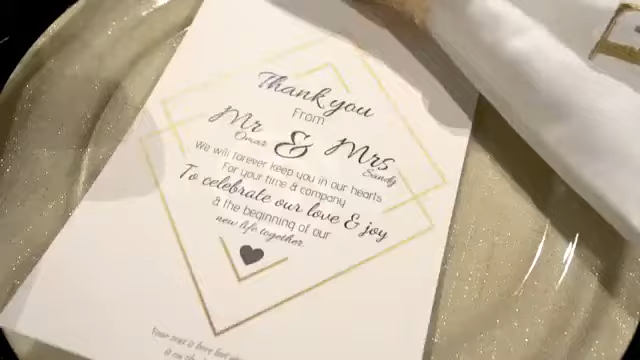 Thank you
From
Mr & Mrs
Omar Sandy
We will forever keep you in our hearts
For your time & company
To celebrate our love & joy
& the beginning of our
new life together